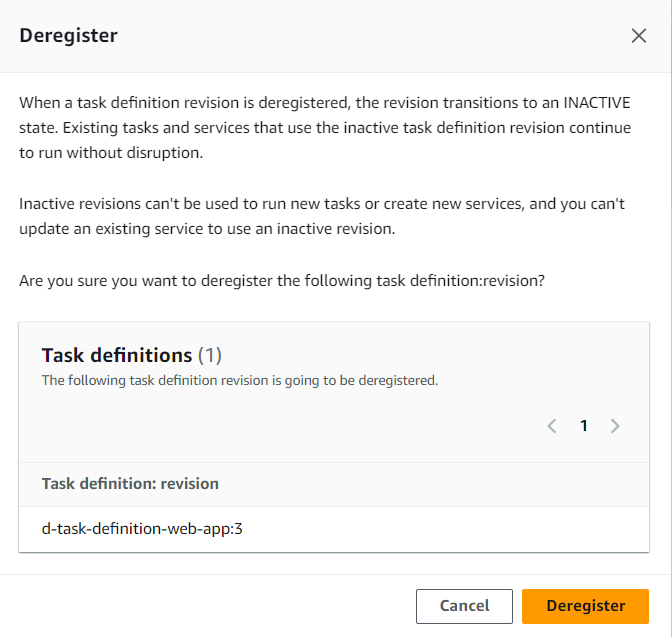 Deregister
When a task definition revision is deregistered, the revision transitions to an INACTIVE
state. Existing tasks and services that use the inactive task definition revision continue
to run without disruption.
Inactive revisions can't be used to run new tasks or create new services, and you can't
update an existing service to use an inactive revision.
Are you sure you want to deregister the following task definition:revision?
Task definitions (1)
The following task definition revision is going to be deregistered.
1
Task definition: revision
d-task-definition-web-app:3
Cancel Deregister